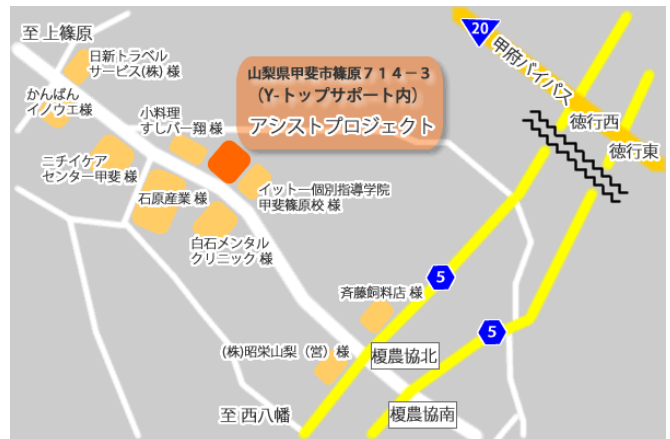 至 上篠原
日新トラベル
サービス(株) 様
かんばん
イノウエ様
小料理
すしバー翔 様
ニチイケア
センター甲斐 様
石原産業 様
白石メンタル
クリニック 様
イットー個別指導学院
甲斐篠原校 様
山梨県甲斐市篠原７１４－３
（Y-トップサポート内）
アシストプロジェクト
20
甲府バイパス
徳行西
徳行東
5
斉藤飼料店 様
5
(株)昭栄山梨（営）様
榎農協北
至 西八幡
榎農協南